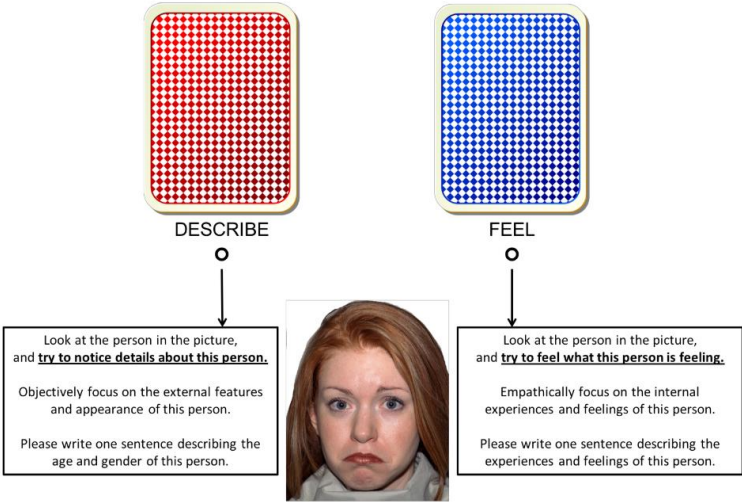 DESCRIBE
FEEL
Look at the person in the picture,
and try to notice details about this person.
Objectively focus on the external features
and appearance of this person.
Please write one sentence describing the
age and gender of this person.
Look at the person in the picture,
and try to feel what this person is feeling.
Empathically focus on the internal
experiences and feelings of this person.
Please write one sentence describing the
experiences and feelings of this person.